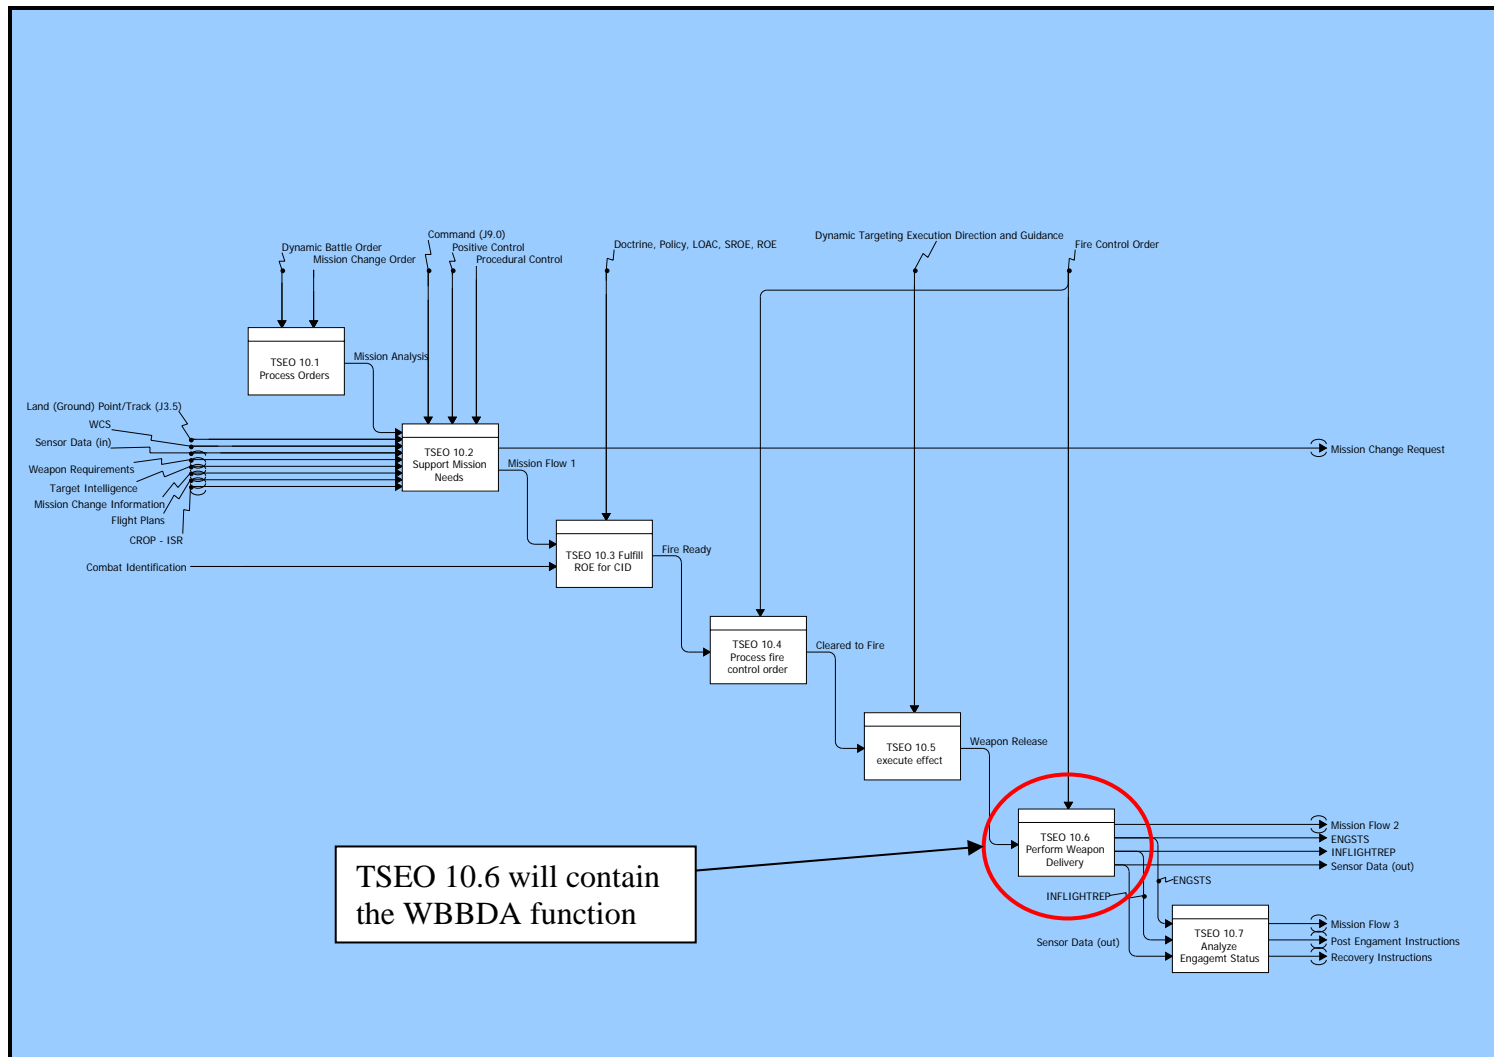 Command (J9.0)
Dynamic Battle Order
Positive Control
Mission Change Order
Procedural Control
Doctrine, Policy, LOAC, SROE, ROE
Dynamic Targeting Execution Direction and Guidance
Fire Control Order
TSEO 10.1
Process Orders
Mission Analysis
Land (Ground) Point/Track (J3.5)
WCS
Sensor Data (in)
Weapon Requirements
Target Intelligence
Mission Change Information
Flight Plans
CROP - ISR
TSEO 10.2
Support Mission
Needs
Mission Change Request
Mission Flow 1
Combat Identification
TSEO 10.3 Fulfill
ROE for CID
Fire Ready
TSEO 10.4
Process fire
control order
Cleared to Fire
TSEO 10.5
execute effect
Weapon Release
TSEO 10.6
Perform Weapon
Delivery
Mission Flow 2
ENGSTS
INFLIGHTREP
Sensor Data (out)
TSEO 10.6 will contain
the WBBDA function
ENGSTS
INFLIGHTREP
Sensor Data (out)
TSEO 10.7
Analyze
Engagemt Status
Mission Flow 3
Post Engament Instructions
Recovery Instructions